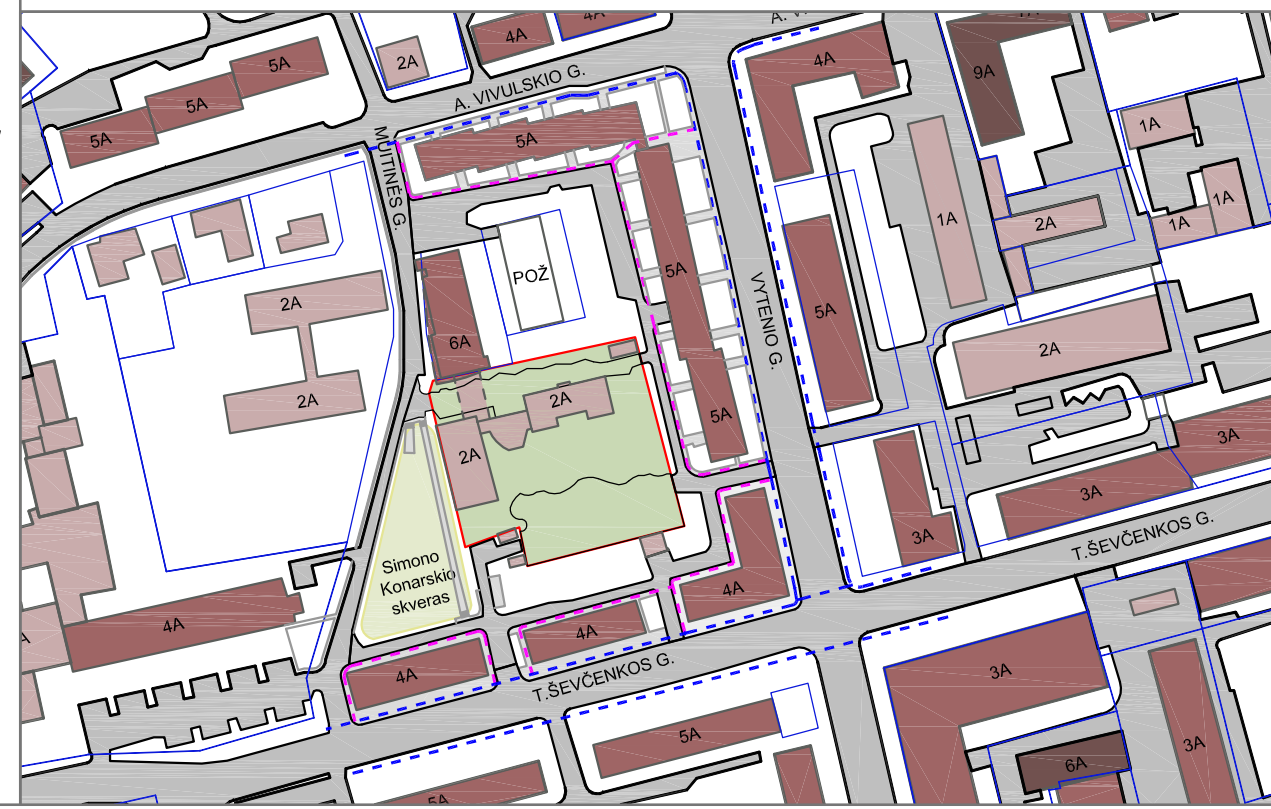 4A
4A
A. V
5A
2A
4A
9A
5A
A. VIVULSKIO G.
5A
5A
1A
MUITINĖS G.
1A
1A
2A
1A
POŽ
5A
VYTENIO G.
2A
5A
6A
2A
2A
2A
5A
2A
3A
3A
3A
T.ŠEVČENKOS G.
Simono
Konarskio
skveras
4A
4A
4A
4A
T.ŠEVČENKOS G.
3A
5A
3A
6A
5A